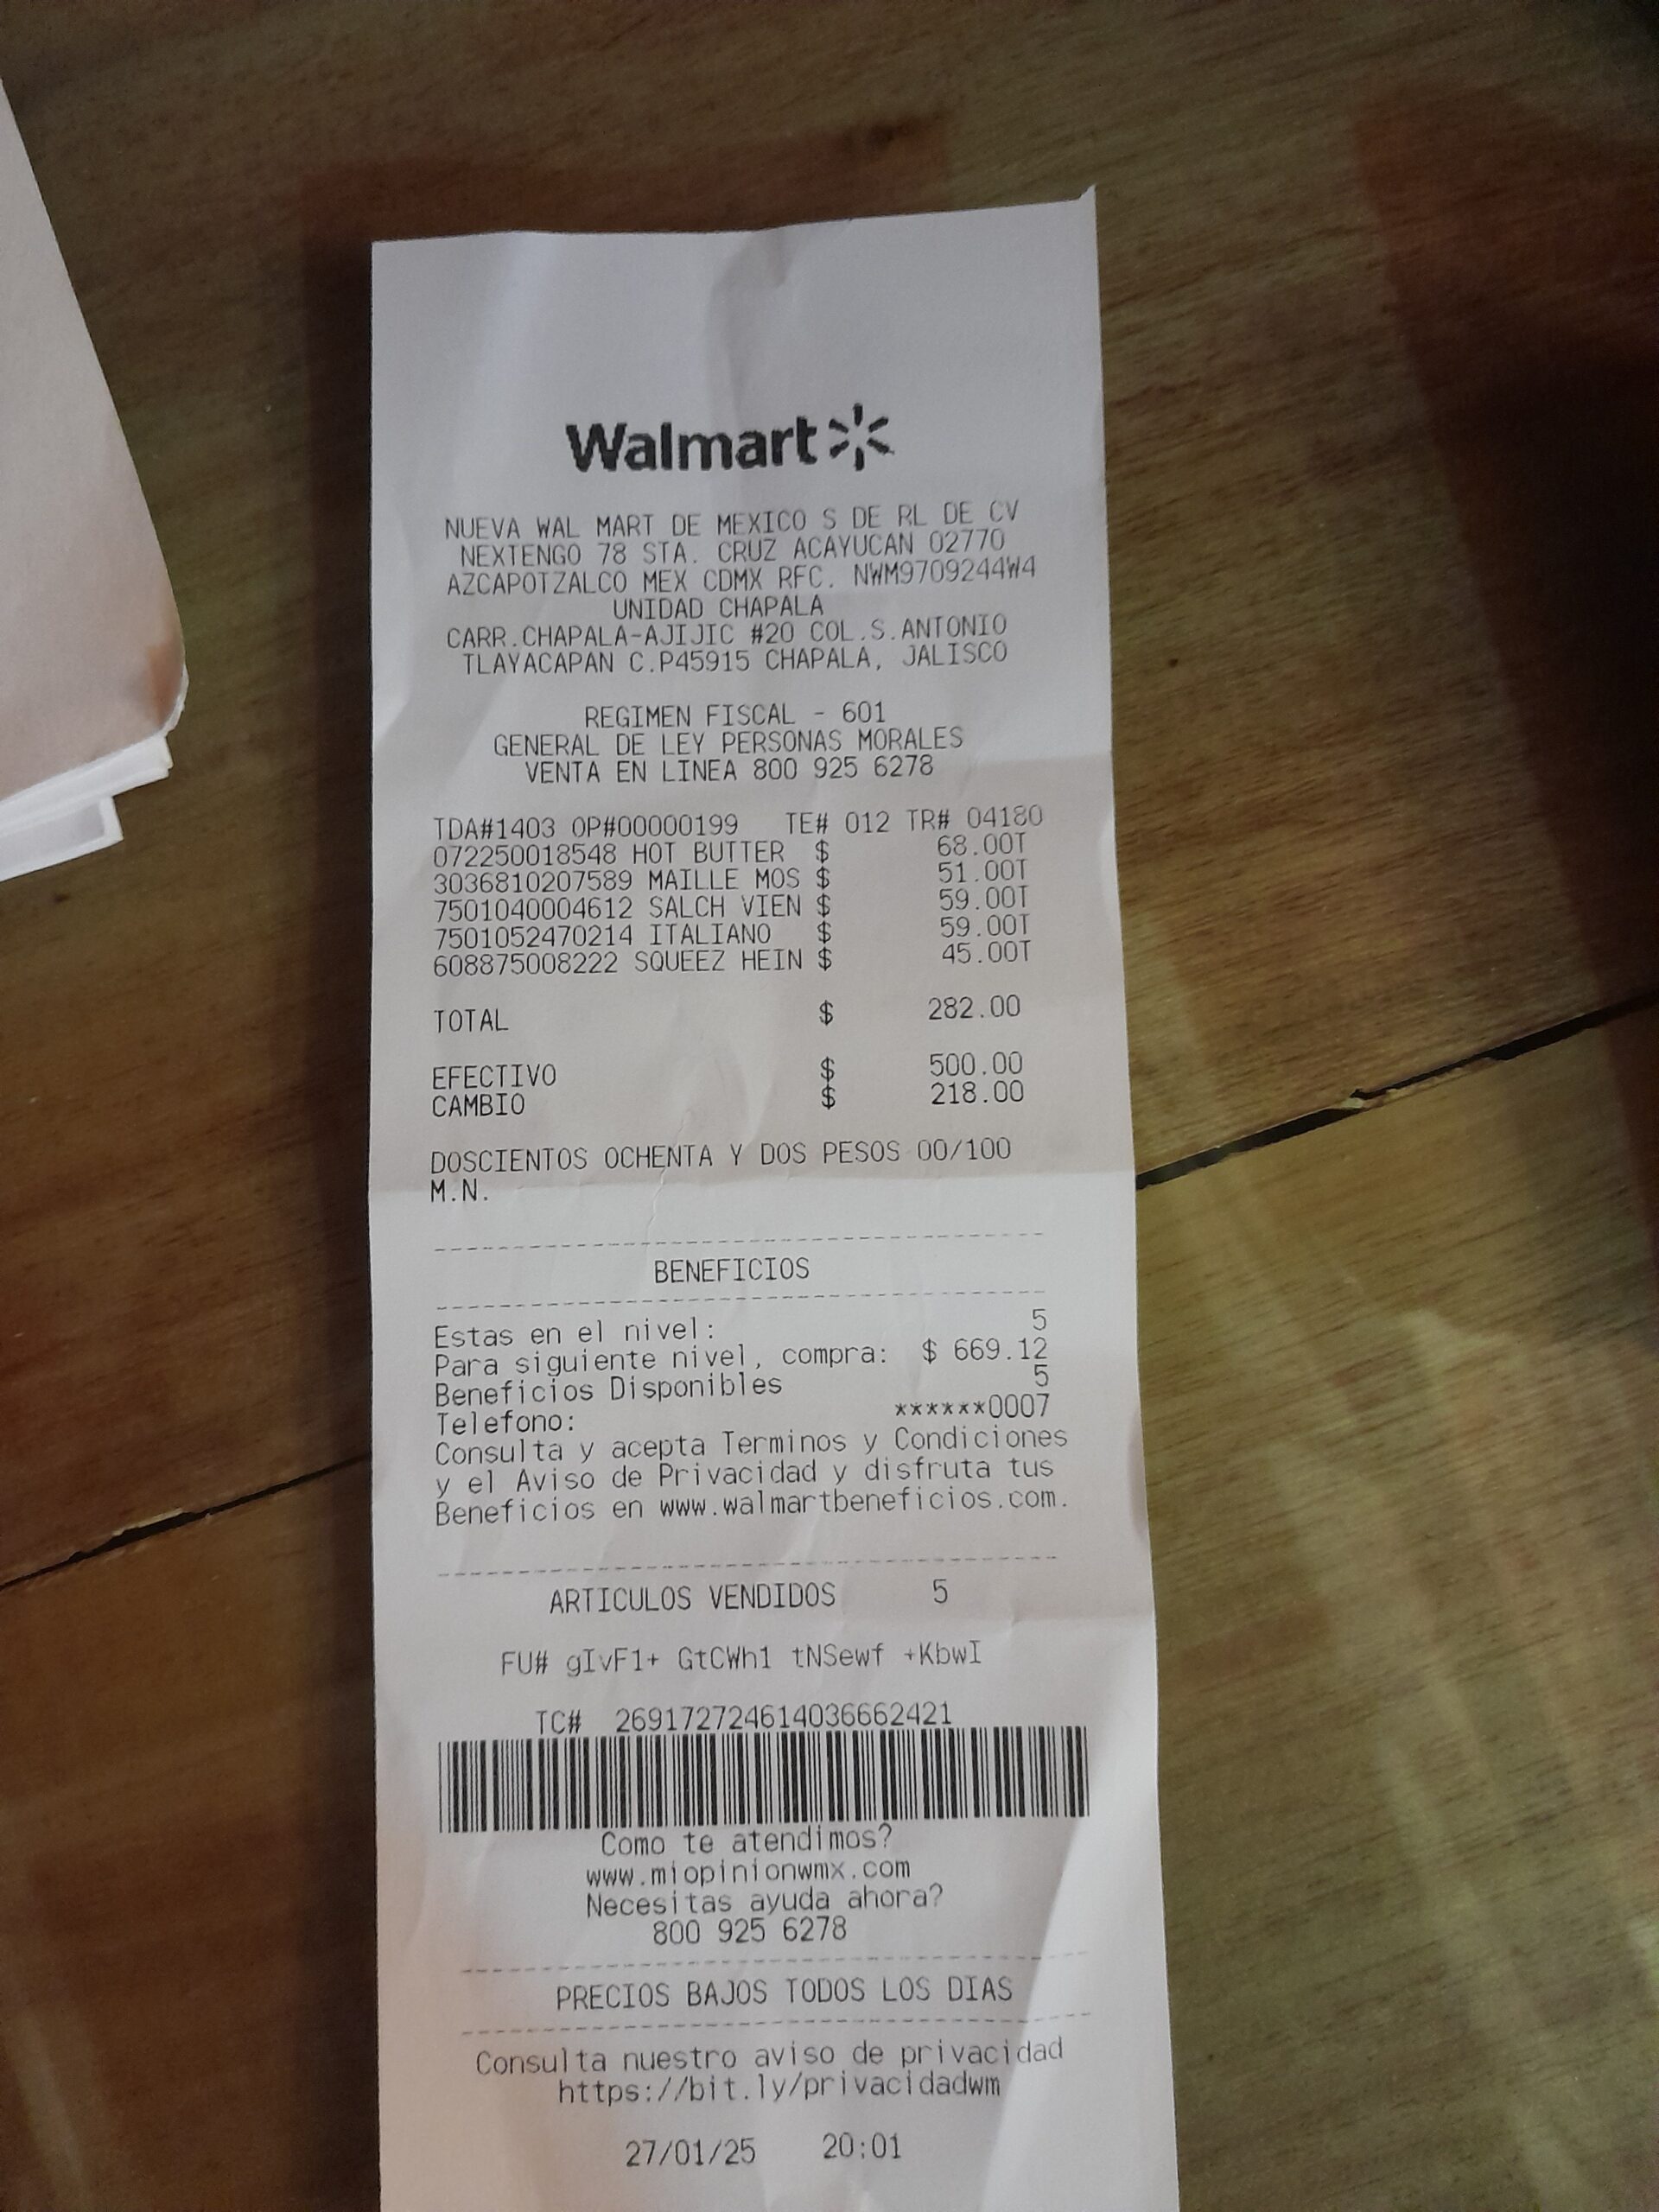 Walmart
NUEVA WAL MART DE MEXICO S DE RL DE CV
NEXTENGO 78 STA. CRUZ ACAYUCAN 02770
AZCAPOTZALCO MEX CDMX RFC. NWM9709244W4
UNIDAD CHAPALA
CARR.CHAPALA-AJIJIC #20 COL.S.ANTONIO
TLAYACAPAN C.P45915 CHAPALA, JALISCO
REGIMEN FISCAL - 601
GENERAL DE LEY PERSONAS MORALES
VENTA EN LINEA 800 925 6278
TDA#1403 OP#00000199 TE# 012 TR# 04180
072250018548 HOT BUTTER $ 68.00T
3036810207589 MAILLE MOS $ 51.00T
7501040004612 SALCH VIEN $ 59.00T
7501052470214 ITALIANO $ 59.00T
608875008222 SQUEEZ HEIN $ 45.00T
TOTAL $ 282.00
EFECTIVO $ 500.00
CAMBIO $ 218.00
DOSCIENTOS OCHENTA Y DOS PESOS 00/100
M.N.
BENEFICIOS
Estas en el nivel: 5
Para siguiente nivel, compra: $ 669.12
Beneficios Disponibles 5
Telefono: ******0007
Consulta y acepta Terminos y Condiciones
y el Aviso de Privacidad y disfruta tus
Beneficios en www.walmartbeneficios.com.
ARTICULOS VENDIDOS 5
FU# gIvF1+ GtCWh1 tNSewf +KbwI
TC# 269172724614036662421
Como te atendimos?
www.miopinionwmx.com
Necesitas ayuda ahora?
800 925 6278
PRECIOS BAJOS TODOS LOS DIAS
Consulta nuestro aviso de privacidad
https://bit.ly/privacidadwm
27/01/25 20:01